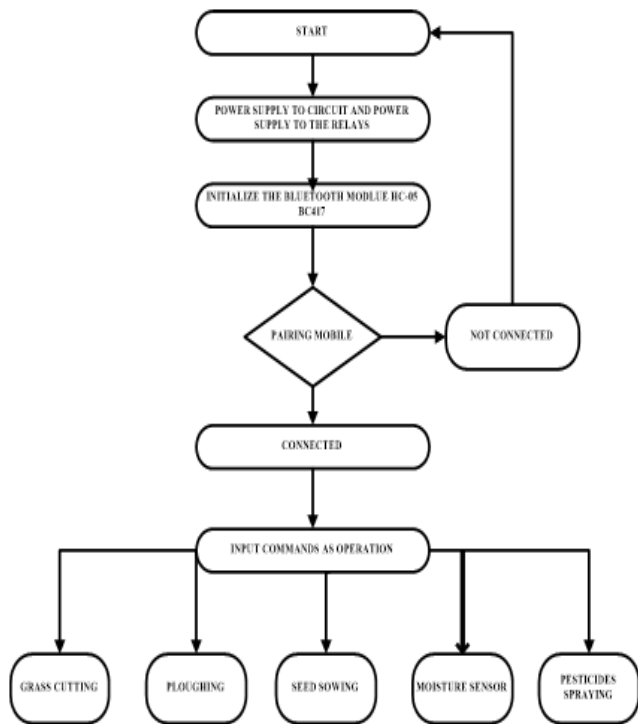 START
POWER SUPPLY TO CIRCUIT AND POWER
SUPPLY TO THE RELAYS
INITIALIZE THE BLUETOOTH MODLUE HC-05
BC417
PAIRING MOBILE
NOT CONNECTED
CONNECTED
INPUT COMMANDS AS OPERATION
GRASS CUTTING
PLOUGHING
SEED SOWING
MOISTURE SENSOR
PESTICIDES
SPRAYING